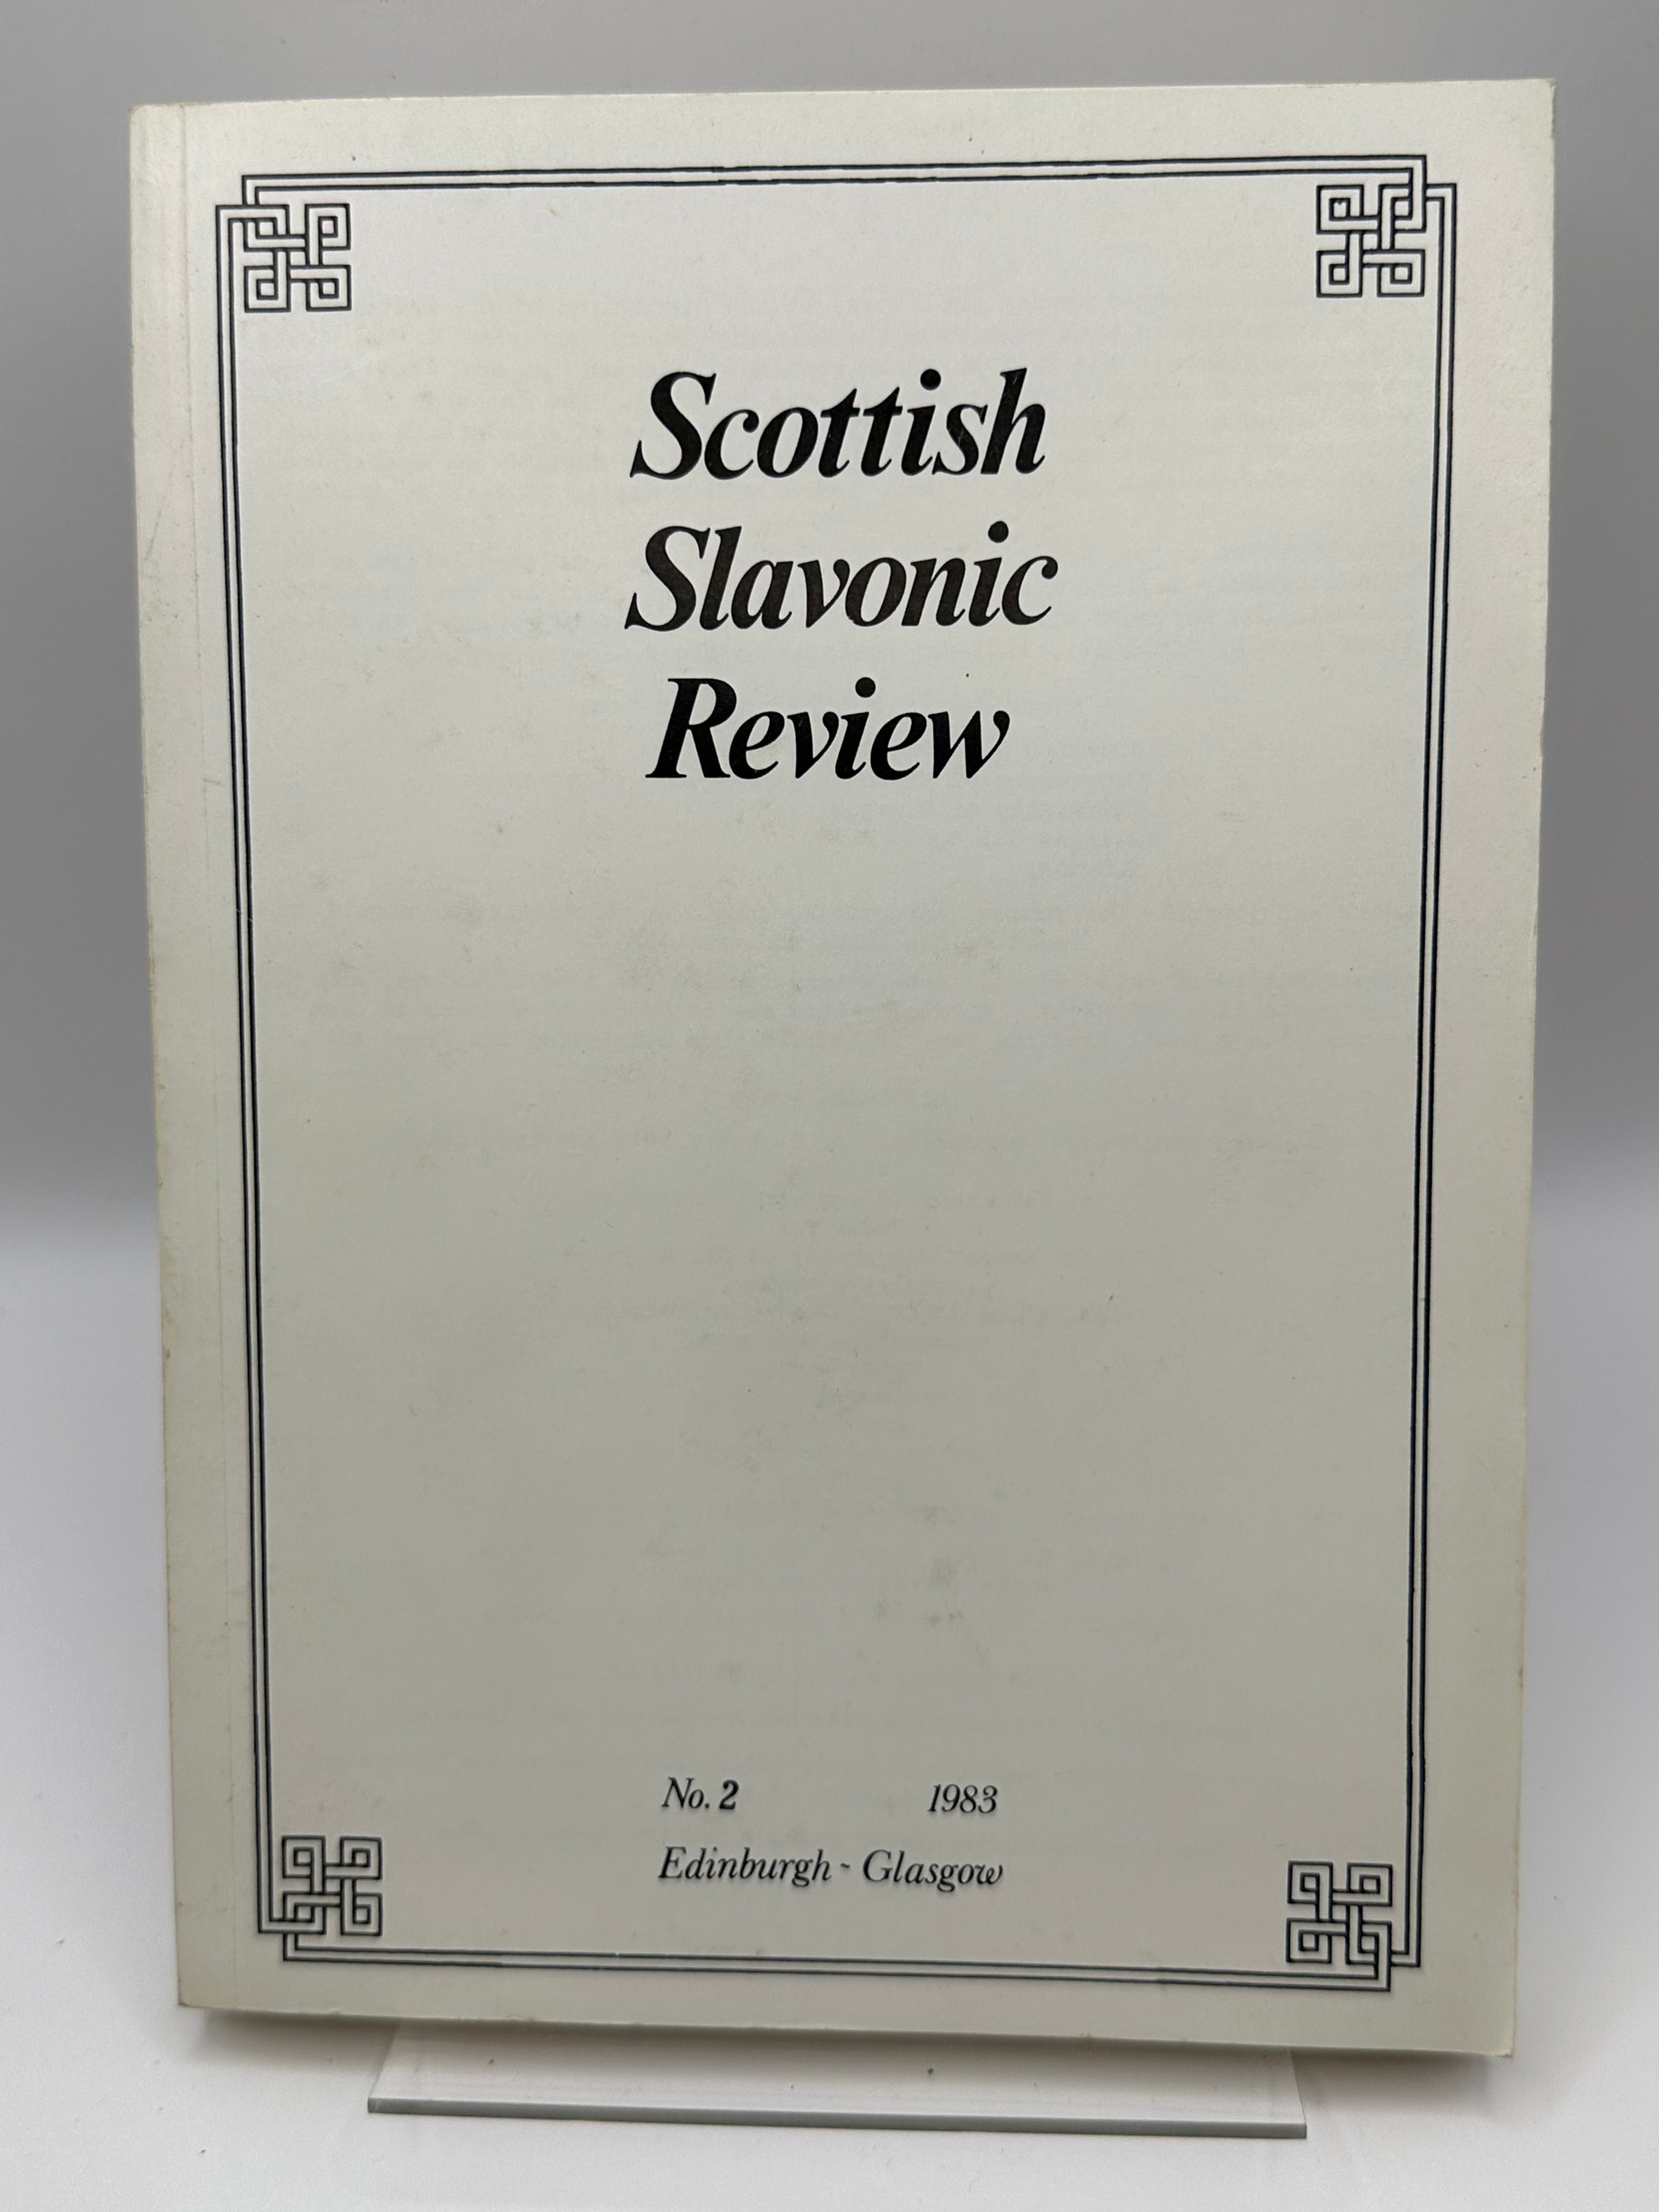 Scottish
Slavonic
Review
No. 2 1983
Edinburgh - Glasgow